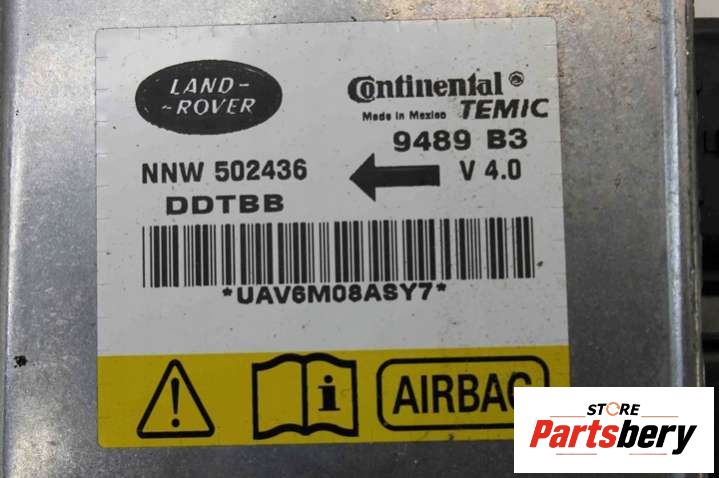 LAND-
-ROVER
Continental
Made in Mexico TEMIC
9489 B3
NNW 502436
V 4.0
DDTBB
*UAV6M08ASY7*
i
AIRBAG
STORE
Partsbery